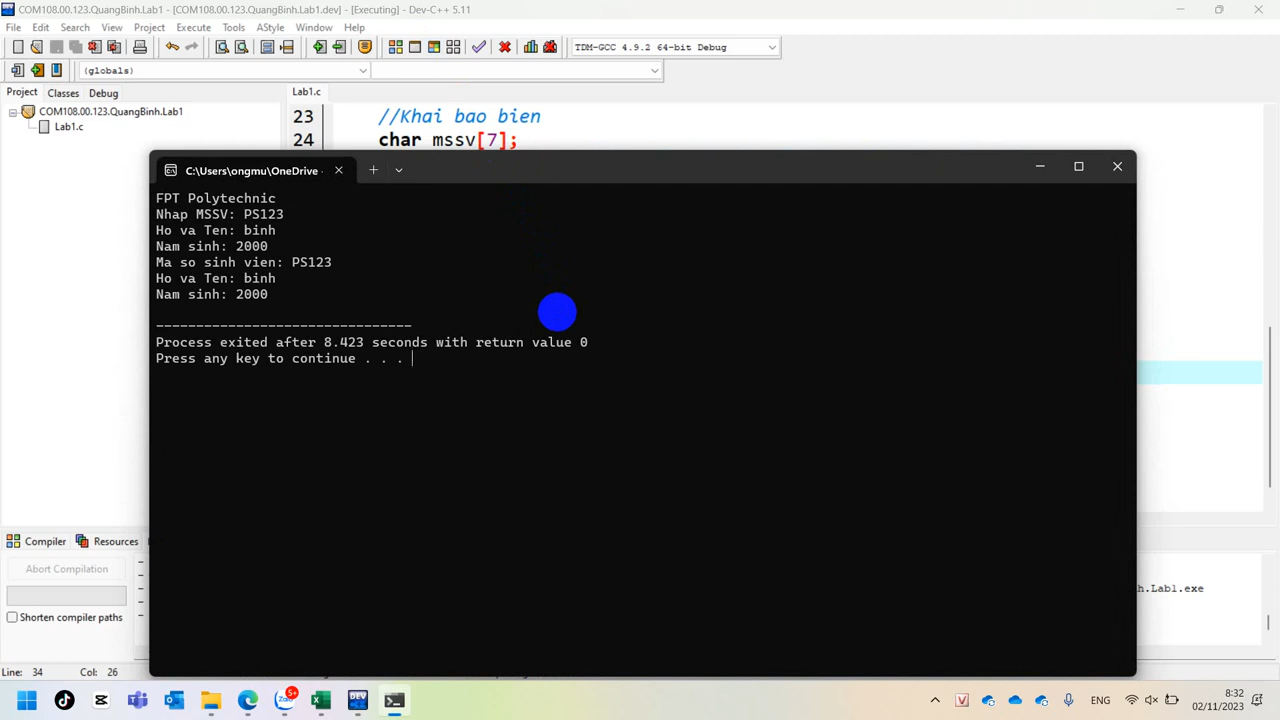 COM108.00.123.QuangBinh.Lab1 - [COM108.00.123.QuangBinh.Lab1.dev] - [Executing] - Dev-C++ 5.11
File Edit Search View Project Execute Tools AStyle Window Help
TDM-GCC 4.9.2 64-bit Debug
(globals)
Project Classes Debug
Lab1.c
COM108.00.123.QuangBinh.Lab1
Lab1.c
23 //Khai bao bien
24 char mssv[7];
C:\Users\ongmu\OneDrive
FPT Polytechnic
Nhap MSSV: PS123
Ho va Ten: binh
Nam sinh: 2000
Ma so sinh vien: PS123
Ho va Ten: binh
Nam sinh: 2000
--------------------------------
Process exited after 8.423 seconds with return value 0
Press any key to continue . . .
Compiler Resources
Abort Compilation
h.Lab1.exe
Shorten compiler paths
Line: 34 Col: 26
DEV
5+
Zalo
V
ENG
8:32
02/11/2023